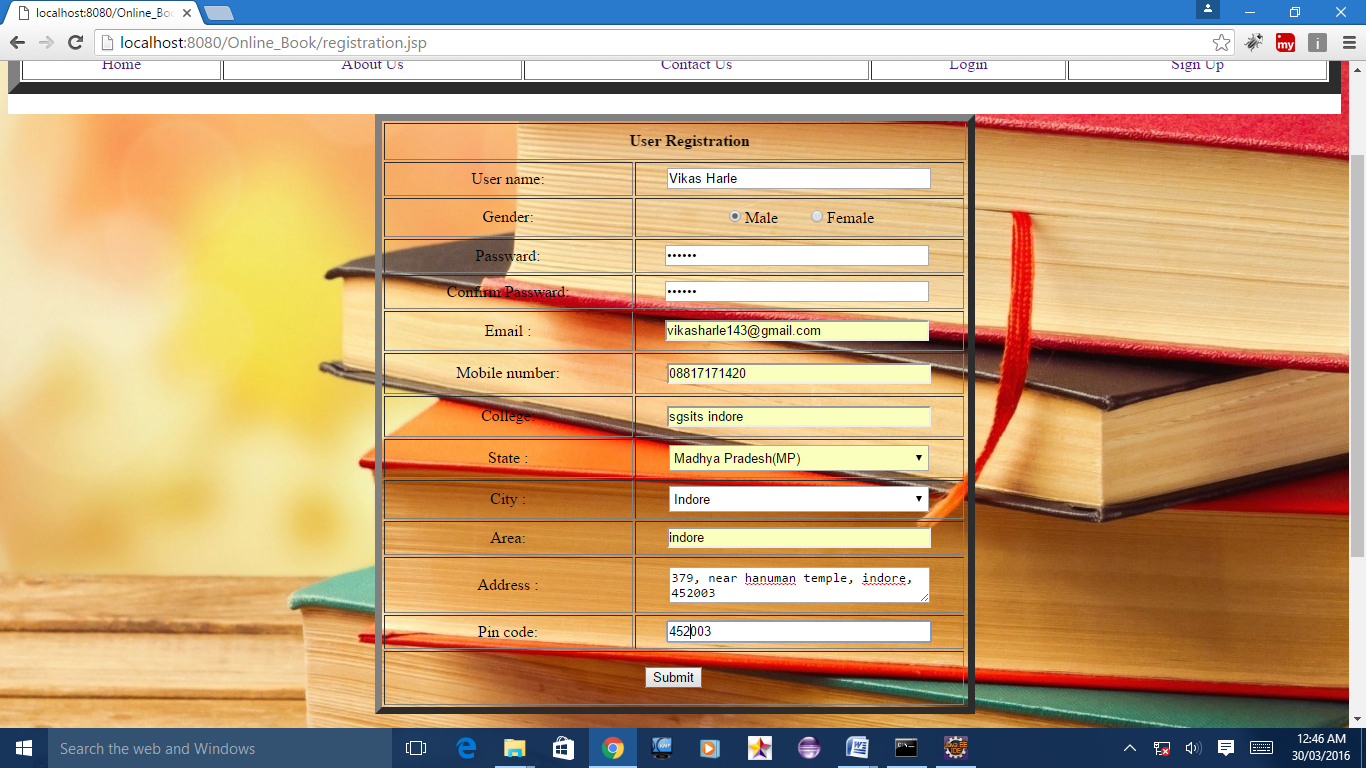 localhost:8080/Online_Bo
localhost:8080/Online_Book/registration.jsp
my
Home About Us Contact Us Login Sign Up
User Registration
User name: Vikas Harle
Gender: Male Female
Passward: ••••••
Confirm Passward: ••••••
Email : vikasharle143@gmail.com
Mobile number: 08817171420
College: sgsits indore
State : Madhya Pradesh(MP)
City : Indore
Area: indore
Address : 379, near hanuman temple, indore,
452003
Pin code: 452003
Submit
Search the web and Windows
12:46 AM
30/03/2016